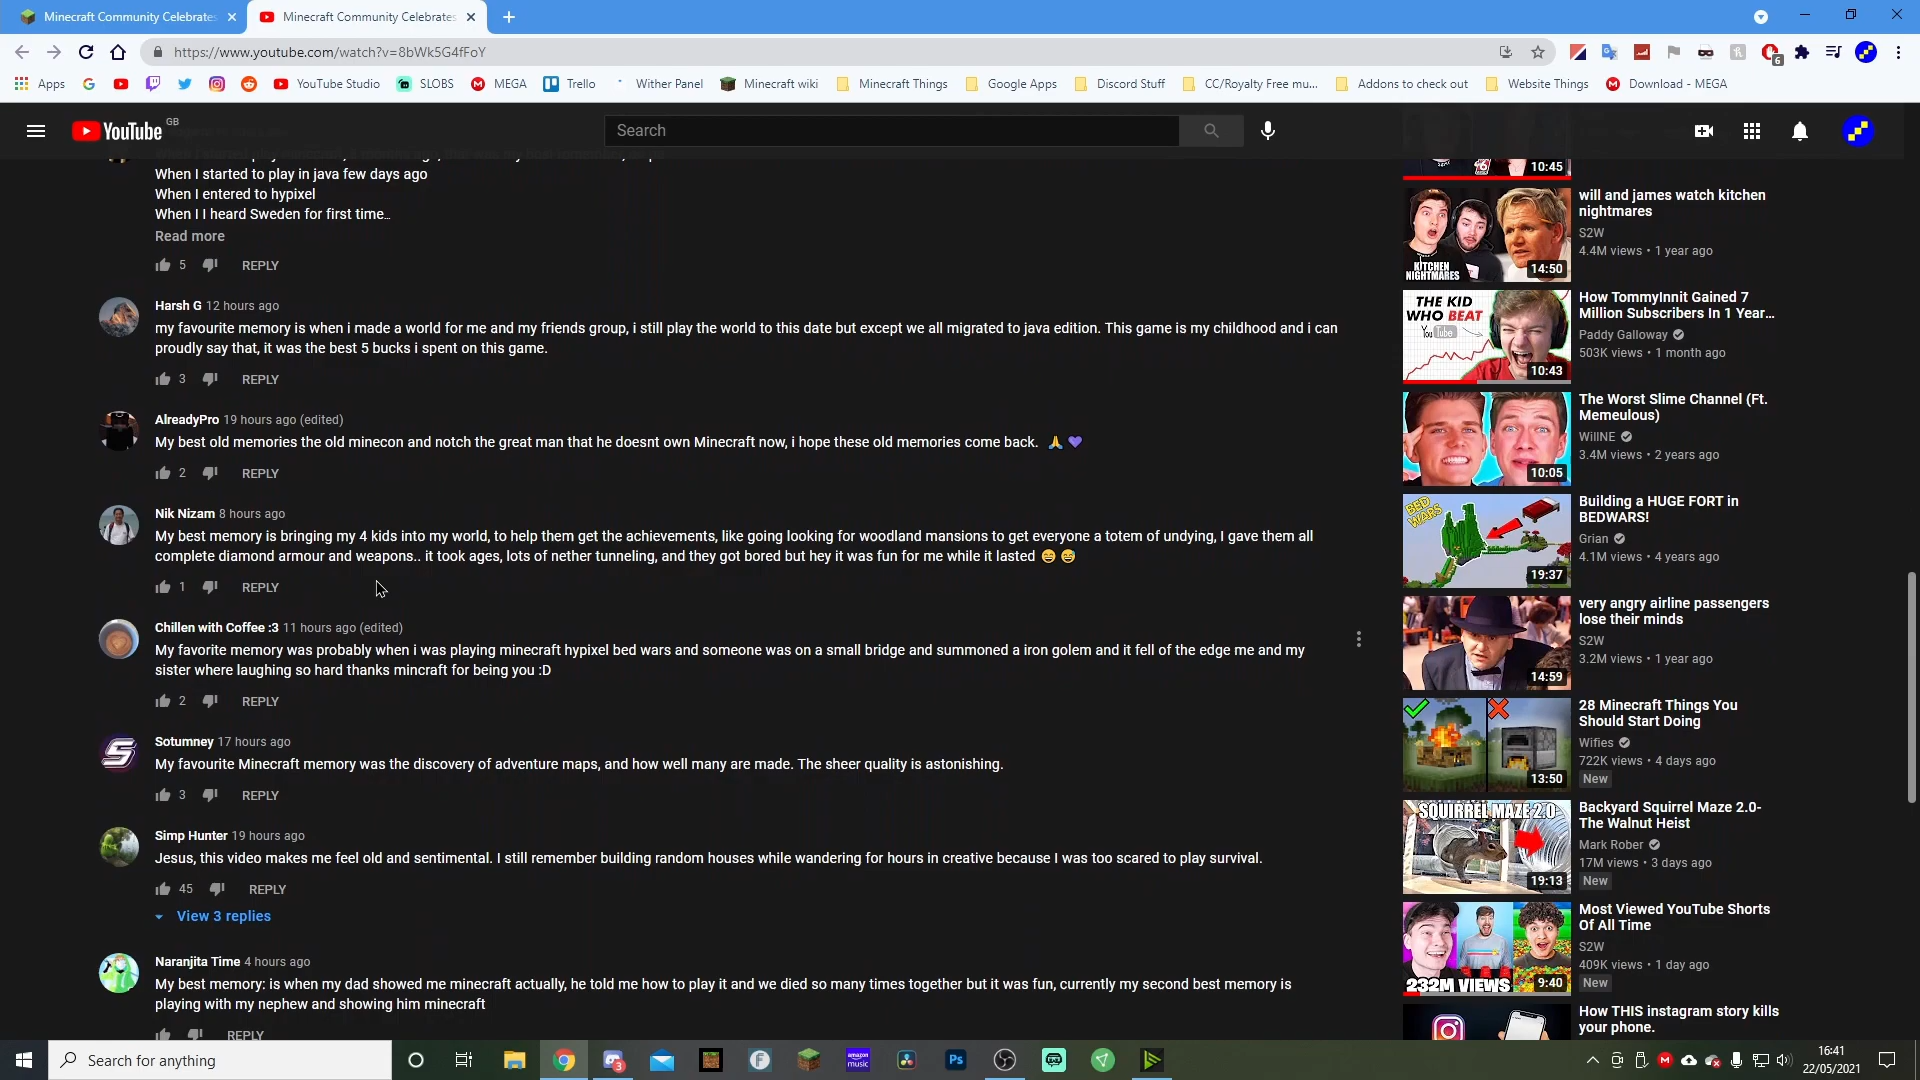 Minecraft Community Celebrates
Minecraft Community Celebrates
https://www.youtube.com/watch?v=8bWk5G4fFoY
6
Apps
YouTube Studio
SLOBS
MEGA
Trello
Wither Panel
Minecraft wiki
Minecraft Things
Google Apps
Discord Stuff
CC/Royalty Free mu...
Addons to check out
Website Things
Download - MEGA
YouTube
GB
Search
When I started to play in java few days ago
When I entered to hypixel
When I I heard Sweden for first time...
Read more
5 REPLY
Harsh G 12 hours ago
my favourite memory is when i made a world for me and my friends group, i still play the world to this date but except we all migrated to java edition. This game is my childhood and i can
proudly say that, it was the best 5 bucks i spent on this game.
3 REPLY
AlreadyPro 19 hours ago (edited)
My best old memories the old minecon and notch the great man that he doesnt own Minecraft now, i hope these old memories come back. 🙏 💜
2 REPLY
Nik Nizam 8 hours ago
My best memory is bringing my 4 kids into my world, to help them get the achievements, like going looking for woodland mansions to get everyone a totem of undying, I gave them all
complete diamond armour and weapons.. it took ages, lots of nether tunneling, and they got bored but hey it was fun for me while it lasted 😄 😅
1 REPLY
Chillen with Coffee :3 11 hours ago (edited)
My favorite memory was probably when i was playing minecraft hypixel bed wars and someone was on a small bridge and summoned a iron golem and it fell of the edge me and my
sister where laughing so hard thanks mincraft for being you :D
2 REPLY
Sotumney 17 hours ago
My favourite Minecraft memory was the discovery of adventure maps, and how well many are made. The sheer quality is astonishing.
3 REPLY
Simp Hunter 19 hours ago
Jesus, this video makes me feel old and sentimental. I still remember building random houses while wandering for hours in creative because I was too scared to play survival.
45 REPLY
View 3 replies
Naranjita Time 4 hours ago
My best memory: is when my dad showed me minecraft actually, he told me how to play it and we died so many times together but it was fun, currently my second best memory is
playing with my nephew and showing him minecraft
REPLY
10:45
KITCHEN
NIGHTMARES
14:50
will and james watch kitchen
nightmares
S2W
4.4M views • 1 year ago
THE KID
WHO BEAT
YouTube
10:43
How TommyInnit Gained 7
Million Subscribers In 1 Year...
Paddy Galloway
503K views • 1 month ago
10:05
The Worst Slime Channel (Ft.
Memeulous)
WillNE
3.4M views • 2 years ago
BED
WARS!
19:37
Building a HUGE FORT in
BEDWARS!
Grian
4.1M views • 4 years ago
14:59
very angry airline passengers
lose their minds
S2W
3.2M views • 1 year ago
13:50
28 Minecraft Things You
Should Start Doing
Wifies
722K views • 4 days ago
New
SQUIRREL MAZE 2.0
19:13
Backyard Squirrel Maze 2.0-
The Walnut Heist
Mark Rober
17M views • 3 days ago
New
232M VIEWS
9:40
Most Viewed YouTube Shorts
Of All Time
S2W
409K views • 1 day ago
New
How THIS instagram story kills
your phone.
Search for anything
3
amazon
music
Ps
16:41
22/05/2021